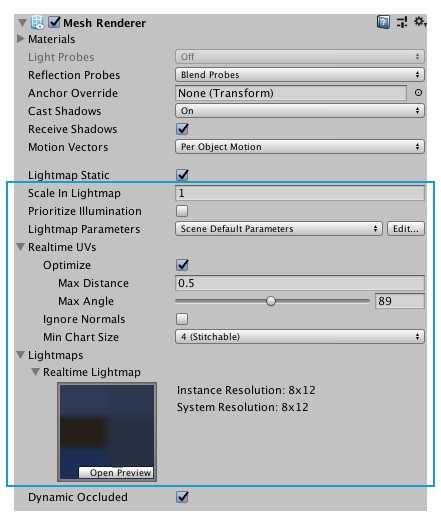 Mesh Renderer
Materials
Light Probes Off
Reflection Probes Blend Probes
Anchor Override None (Transform)
Cast Shadows On
Receive Shadows
Motion Vectors Per Object Motion
Lightmap Static
Scale In Lightmap 1
Prioritize Illumination
Lightmap Parameters Scene Default Parameters Edit...
Realtime UVs
Optimize
Max Distance 0.5
Max Angle 89
Ignore Normals
Min Chart Size 4 (Stitchable)
Lightmaps
Realtime Lightmap
Instance Resolution: 8x12
System Resolution: 8x12
Open Preview
Dynamic Occluded